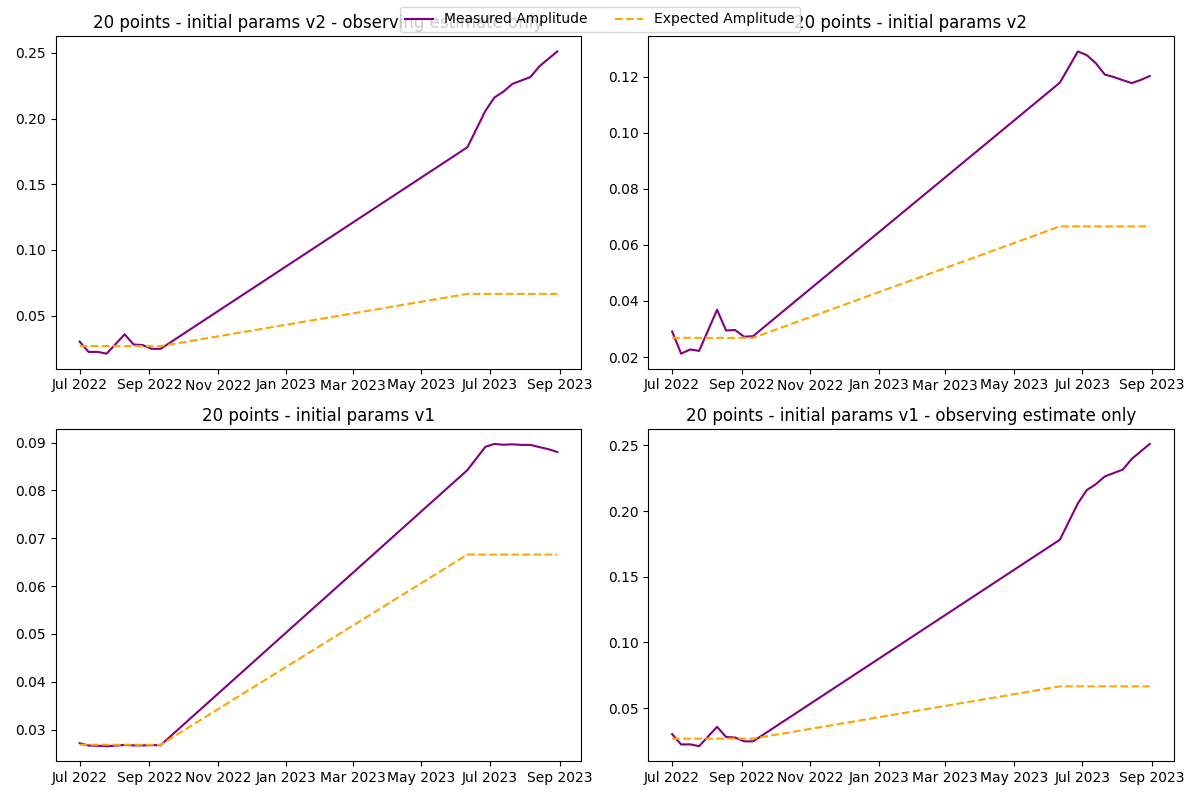 Measured Amplitude Expected Amplitude
20 points - initial params v2 - observing estimate only
0.25
0.20
0.15
0.10
0.05
Jul 2022 Sep 2022 Nov 2022 Jan 2023 Mar 2023 May 2023 Jul 2023 Sep 2023
20 points - initial params v2
0.12
0.10
0.08
0.06
0.04
0.02
Jul 2022 Sep 2022 Nov 2022 Jan 2023 Mar 2023 May 2023 Jul 2023 Sep 2023
20 points - initial params v1
0.09
0.08
0.07
0.06
0.05
0.04
0.03
Jul 2022 Sep 2022 Nov 2022 Jan 2023 Mar 2023 May 2023 Jul 2023 Sep 2023
20 points - initial params v1 - observing estimate only
0.25
0.20
0.15
0.10
0.05
Jul 2022 Sep 2022 Nov 2022 Jan 2023 Mar 2023 May 2023 Jul 2023 Sep 2023